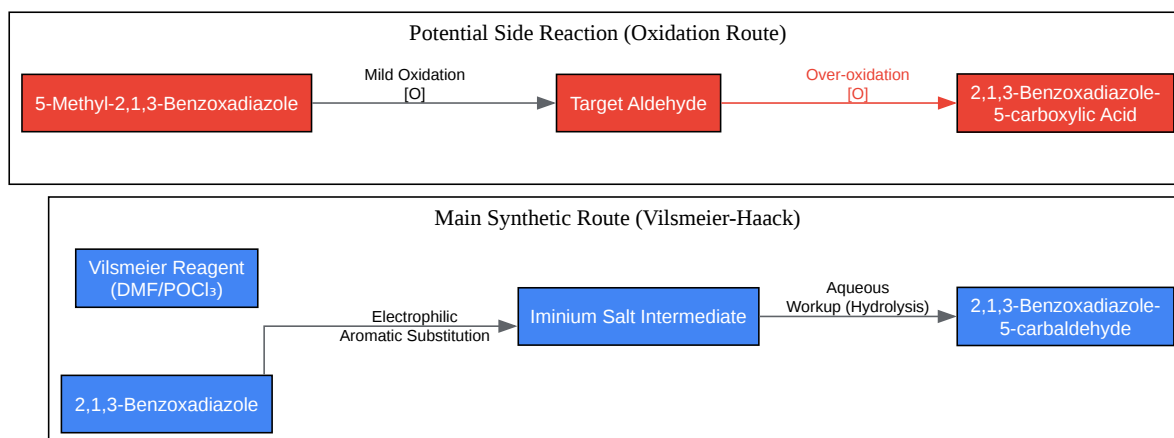 Potential Side Reaction (Oxidation Route)
5-Methyl-2,1,3-Benzoxadiazole
Mild Oxidation
[O]
Target Aldehyde
Over-oxidation
[O]
2,1,3-Benzoxadiazole-
5-carboxylic Acid
Main Synthetic Route (Vilsmeier-Haack)
Vilsmeier Reagent
(DMF/POCl₃)
2,1,3-Benzoxadiazole
Electrophilic
Aromatic Substitution
Iminium Salt Intermediate
Aqueous
Workup (Hydrolysis)
2,1,3-Benzoxadiazole-
5-carbaldehyde